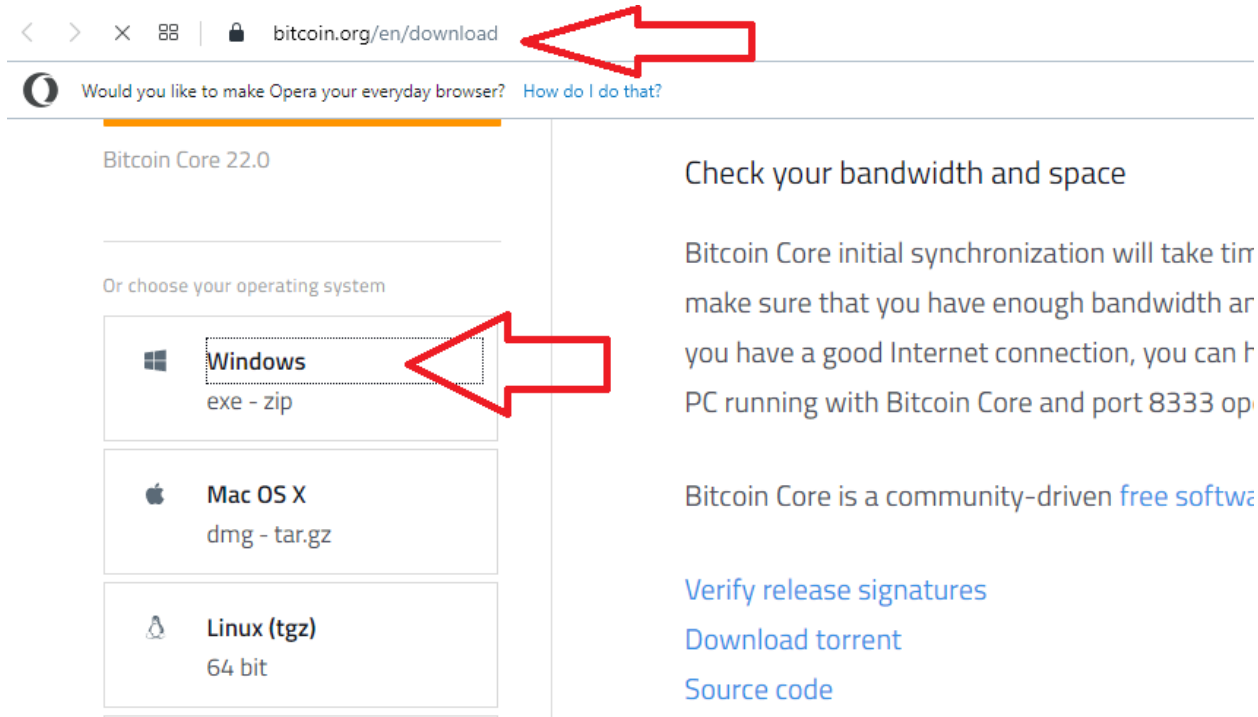 bitcoin.org/en/download
Would you like to make Opera your everyday browser? How do I do that?
Bitcoin Core 22.0
Or choose your operating system
Windows
exe - zip
Mac OS X
dmg - tar.gz
Linux (tgz)
64 bit
Check your bandwidth and space
Bitcoin Core initial synchronization will take
make sure that you have enough bandwidth
you have a good Internet connection, you can
PC running with Bitcoin Core and port 8333
Bitcoin Core is a community-driven free
Verify release signatures
Download torrent
Source code